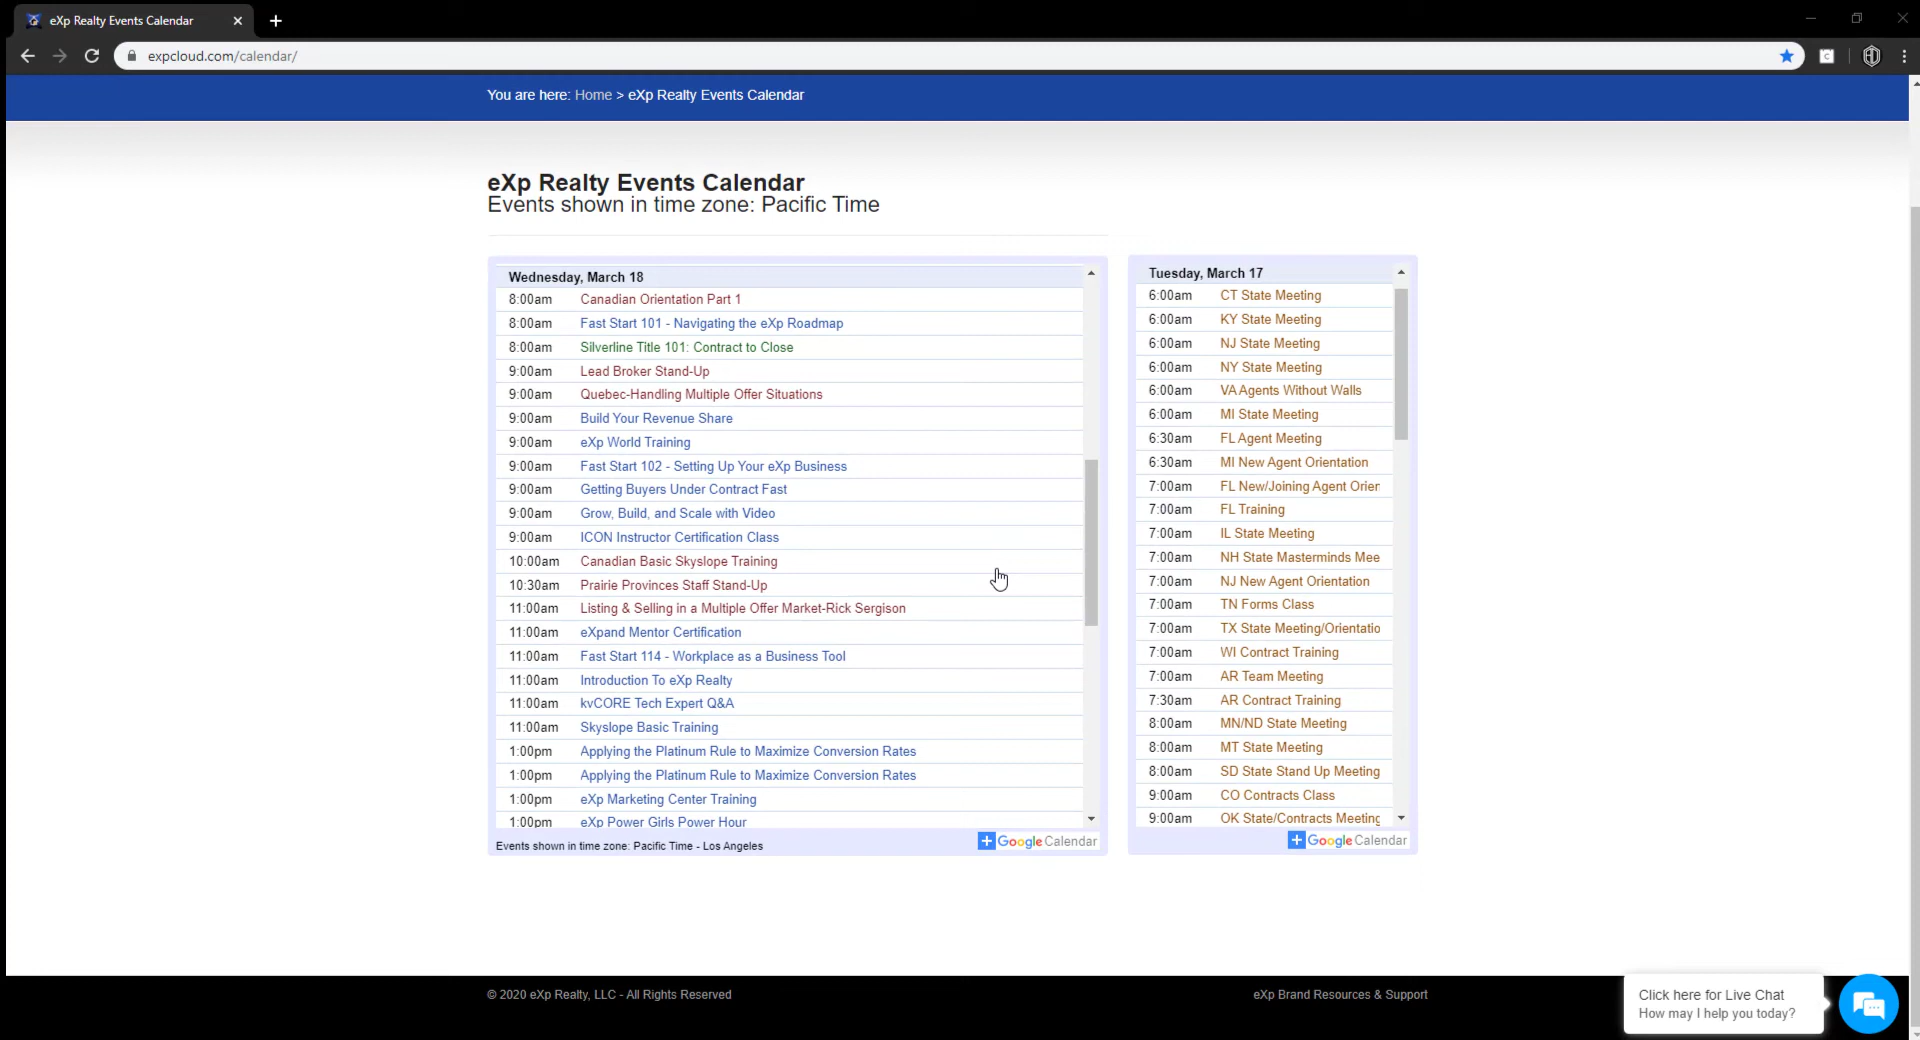 eXp Realty Events Calendar
expcloud.com/calendar/
You are here: Home > eXp Realty Events Calendar
eXp Realty Events Calendar
Events shown in time zone: Pacific Time
Wednesday, March 18
8:00am Canadian Orientation Part 1
8:00am Fast Start 101 - Navigating the eXp Roadmap
8:00am Silverline Title 101: Contract to Close
9:00am Lead Broker Stand-Up
9:00am Quebec-Handling Multiple Offer Situations
9:00am Build Your Revenue Share
9:00am eXp World Training
9:00am Fast Start 102 - Setting Up Your eXp Business
9:00am Getting Buyers Under Contract Fast
9:00am Grow, Build, and Scale with Video
9:00am ICON Instructor Certification Class
10:00am Canadian Basic Skyslope Training
10:30am Prairie Provinces Staff Stand-Up
11:00am Listing & Selling in a Multiple Offer Market-Rick Sergison
11:00am eXpand Mentor Certification
11:00am Fast Start 114 - Workplace as a Business Tool
11:00am Introduction To eXp Realty
11:00am kvCORE Tech Expert Q&A
11:00am Skyslope Basic Training
1:00pm Applying the Platinum Rule to Maximize Conversion Rates
1:00pm Applying the Platinum Rule to Maximize Conversion Rates
1:00pm eXp Marketing Center Training
1:00pm eXp Power Girls Power Hour
Events shown in time zone: Pacific Time - Los Angeles
Google Calendar
Tuesday, March 17
6:00am CT State Meeting
6:00am KY State Meeting
6:00am NJ State Meeting
6:00am NY State Meeting
6:00am VA Agents Without Walls
6:00am MI State Meeting
6:30am FL Agent Meeting
6:30am MI New Agent Orientation
7:00am FL New/Joining Agent Orier
7:00am FL Training
7:00am IL State Meeting
7:00am NH State Masterminds Mee
7:00am NJ New Agent Orientation
7:00am TN Forms Class
7:00am TX State Meeting/Orientatio
7:00am WI Contract Training
7:00am AR Team Meeting
7:30am AR Contract Training
8:00am MN/ND State Meeting
8:00am MT State Meeting
8:00am SD State Stand Up Meeting
9:00am CO Contracts Class
9:00am OK State/Contracts Meeting
Google Calendar
© 2020 eXp Realty, LLC - All Rights Reserved
eXp Brand Resources & Support
Click here for Live Chat
How may I help you today?